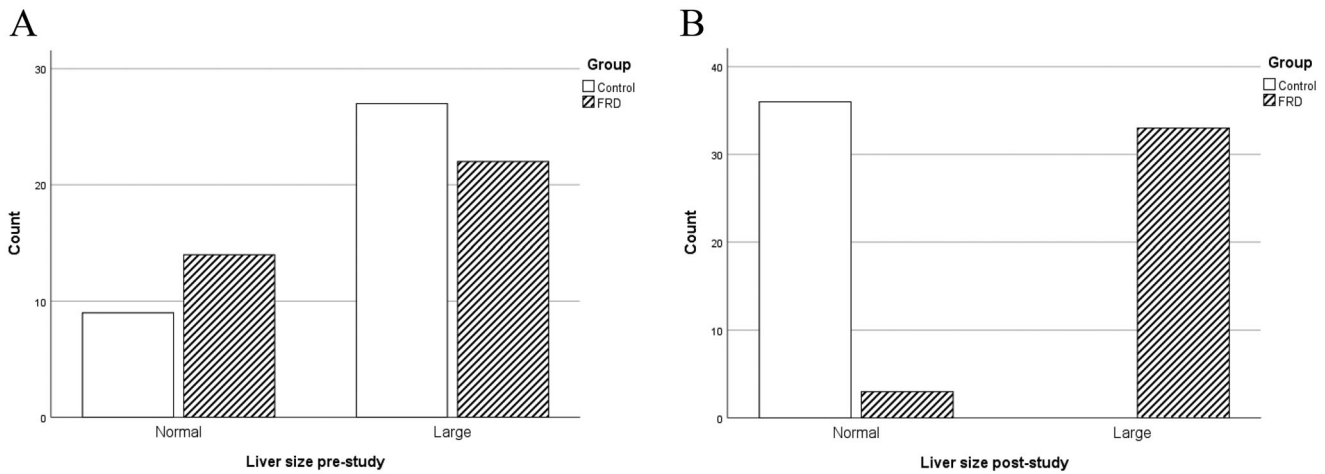 A
30
20
10
0
Count
Normal
Large
Liver size pre-study
Group
Control
FRD
B
40
30
20
10
0
Count
Normal
Large
Liver size post-study
Group
Control
FRD